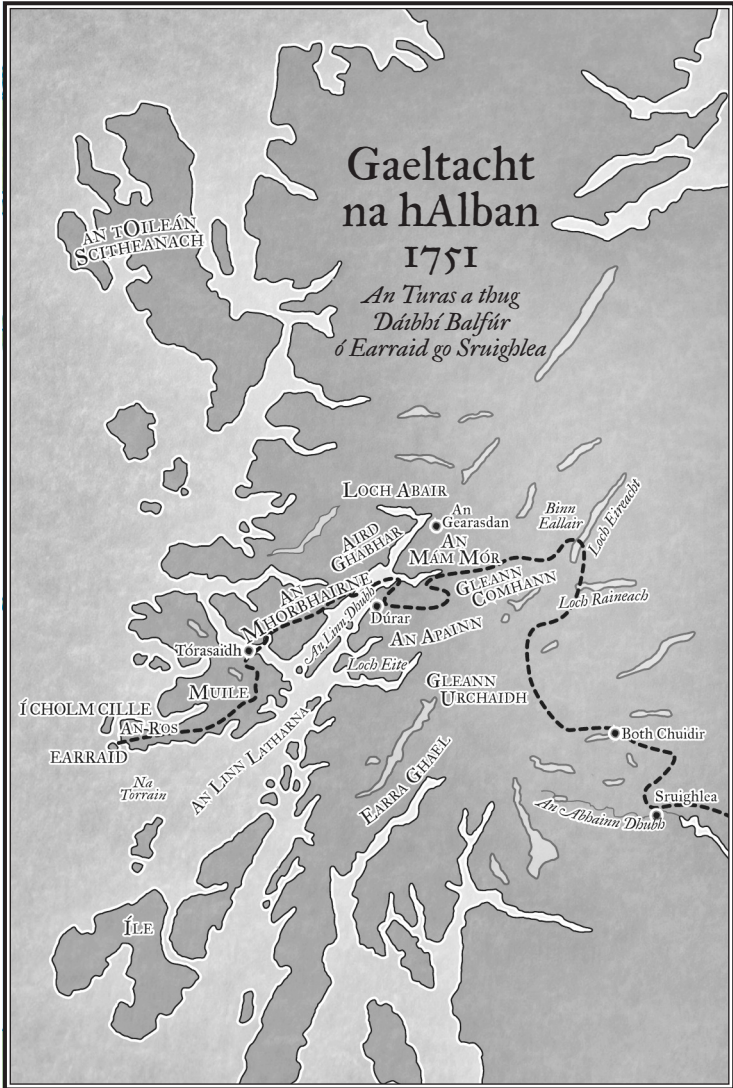 Gaeltacht
na hAlban
1751
An Turas a thug
Dáibhí Balfúr
ó Earraid go Sruighlea
AN tOILEÁN
SCITHEANACH
LOCH ABAIR
An
Gearasdan
Binn
Eallair
Loch Eireacht
AIRD
GHABHAR
AN
MÁM MÓR
GLEANN
COMHANN
Loch Raineach
AN
MHORBHAIRNE
An Linn Dhubh
Dúrar
AN APAINN
Tórasaidh
Loch Eite
MUILE
GLEANN
URCHAIDH
ÍCHOLM CILLE
AN ROS
EARRAID
AN LINN LATHARNA
Both Chuidir
Na
Torrain
EARRA GHAEL
Sruighlea
An Abhainn Dhubh
ÍLE